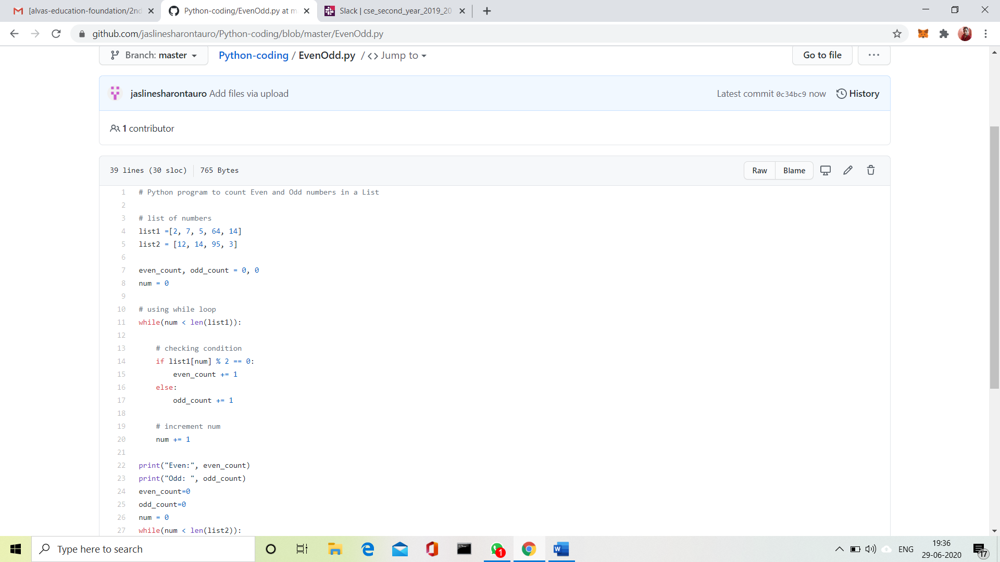 [alvas-education-foundation/2nd
Python-coding/EvenOdd.py at m
Slack | cse_second_year_2019_20
github.com/jaslinesharontauro/Python-coding/blob/master/EvenOdd.py
Branch: master
Python-coding / EvenOdd.py / <> Jump to
Go to file
...
jaslinesharontauro Add files via upload
Latest commit 0c34bc9 now
History
1 contributor
39 lines (30 sloc) 765 Bytes
Raw
Blame
1 # Python program to count Even and Odd numbers in a List
2
3 # list of numbers
4 list1 =[2, 7, 5, 64, 14]
5 list2 = [12, 14, 95, 3]
6
7 even_count, odd_count = 0, 0
8 num = 0
9
10 # using while loop
11 while(num < len(list1)):
12
13     # checking condition
14     if list1[num] % 2 == 0:
15         even_count += 1
16     else:
17         odd_count += 1
18
19     # increment num
20     num += 1
21
22 print("Even:", even_count)
23 print("Odd: ", odd_count)
24 even_count=0
25 odd_count=0
26 num = 0
27 while(num < len(list2)):
Type here to search
1
W
ENG
19:36
29-06-2020
17